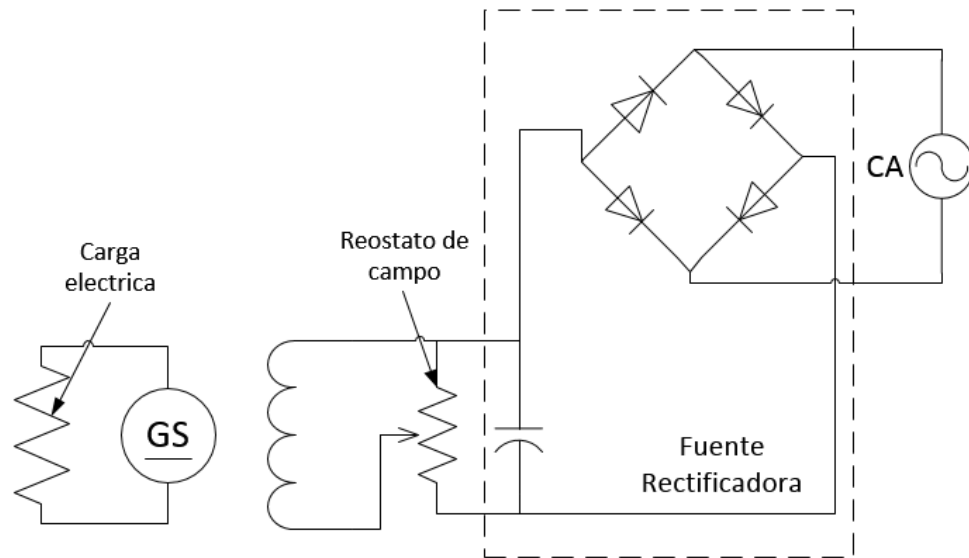 CA
Reostato de
campo
Carga
electrica
GS
Fuente
Rectificadora